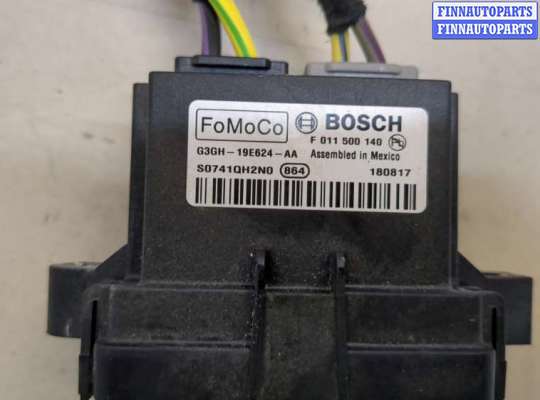 FINNAUTOPARTS
FINNAUTOPARTS
FoMoCo BOSCH
F 011 500 140
G3GH-19E624-AA Assembled in Mexico
S0741QH2N0 864 180817